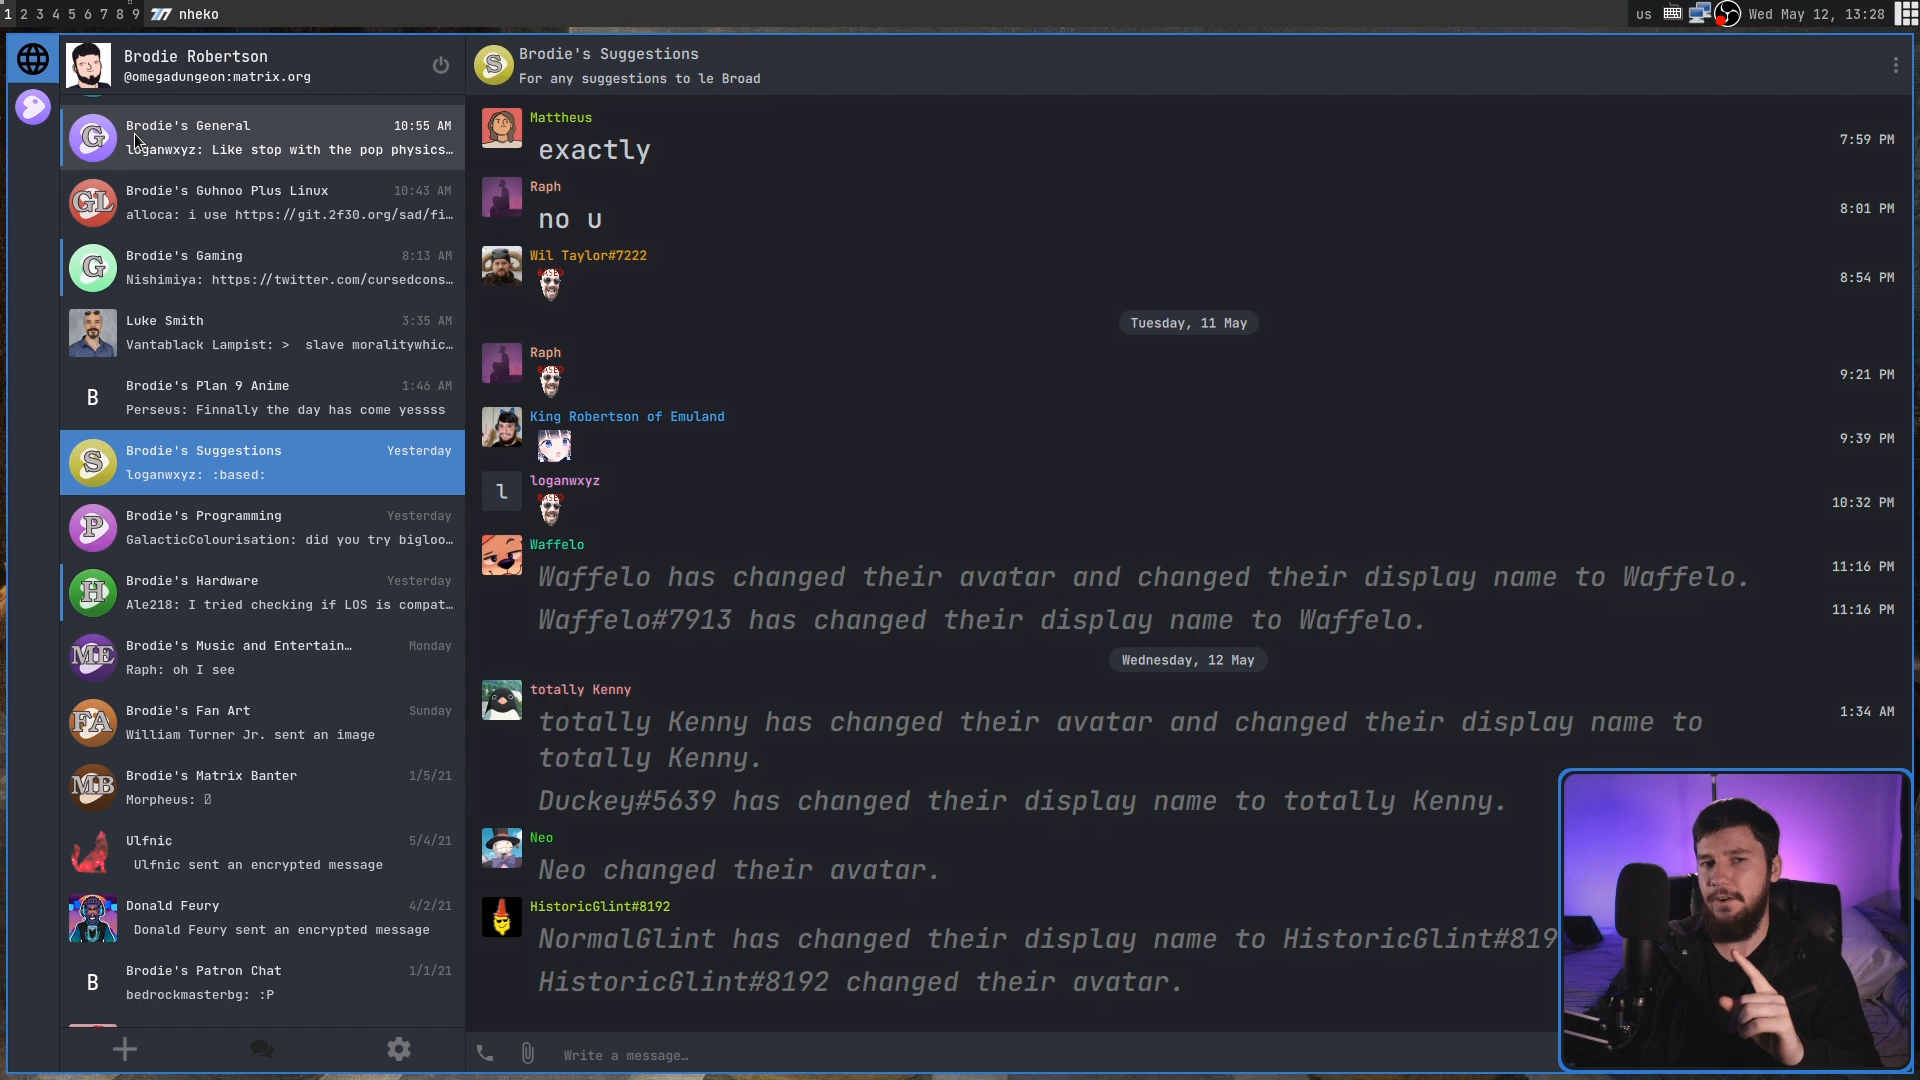 1 2 3 4 5 6 7 8 9 nheko
us Wed May 12, 13:28
Brodie Robertson
@omegadungeon:matrix.org
G
Brodie's General 10:55 AM
loganwxyz: Like stop with the pop physics…
GL
Brodie's Guhnoo Plus Linux 10:43 AM
alloca: i use https://git.2f30.org/sad/fi…
G
Brodie's Gaming 8:13 AM
Nishimiya: https://twitter.com/cursedcons…
Luke Smith 3:35 AM
Vantablack Lampist: > slave moralitywhic…
B
Brodie's Plan 9 Anime 1:46 AM
Perseus: Finnally the day has come yessss
S
Brodie's Suggestions Yesterday
loganwxyz: :based:
P
Brodie's Programming Yesterday
GalacticColourisation: did you try bigloo…
H
Brodie's Hardware Yesterday
Ale218: I tried checking if LOS is compat…
ME
Brodie's Music and Entertain… Monday
Raph: oh I see
FA
Brodie's Fan Art Sunday
William Turner Jr. sent an image
MB
Brodie's Matrix Banter 1/5/21
Morpheus:
Ulfnic 5/4/21
Ulfnic sent an encrypted message
Donald Feury 4/2/21
Donald Feury sent an encrypted message
B
Brodie's Patron Chat 1/1/21
bedrockmasterbg: :P
S
Brodie's Suggestions
For any suggestions to le Broad
Mattheus
exactly 7:59 PM
Raph
no u 8:01 PM
Wil Taylor#7222
BASED 8:54 PM
Tuesday, 11 May
Raph
BASED 9:21 PM
King Robertson of Emuland
9:39 PM
l
loganwxyz
BASED 10:32 PM
Waffelo
Waffelo has changed their avatar and changed their display name to Waffelo. 11:16 PM
Waffelo#7913 has changed their display name to Waffelo. 11:16 PM
Wednesday, 12 May
totally Kenny
totally Kenny has changed their avatar and changed their display name to 1:34 AM
totally Kenny.
Duckey#5639 has changed their display name to totally Kenny.
Neo
Neo changed their avatar.
HistoricGlint#8192
NormalGlint has changed their display name to HistoricGlint#819
HistoricGlint#8192 changed their avatar.
Write a message…